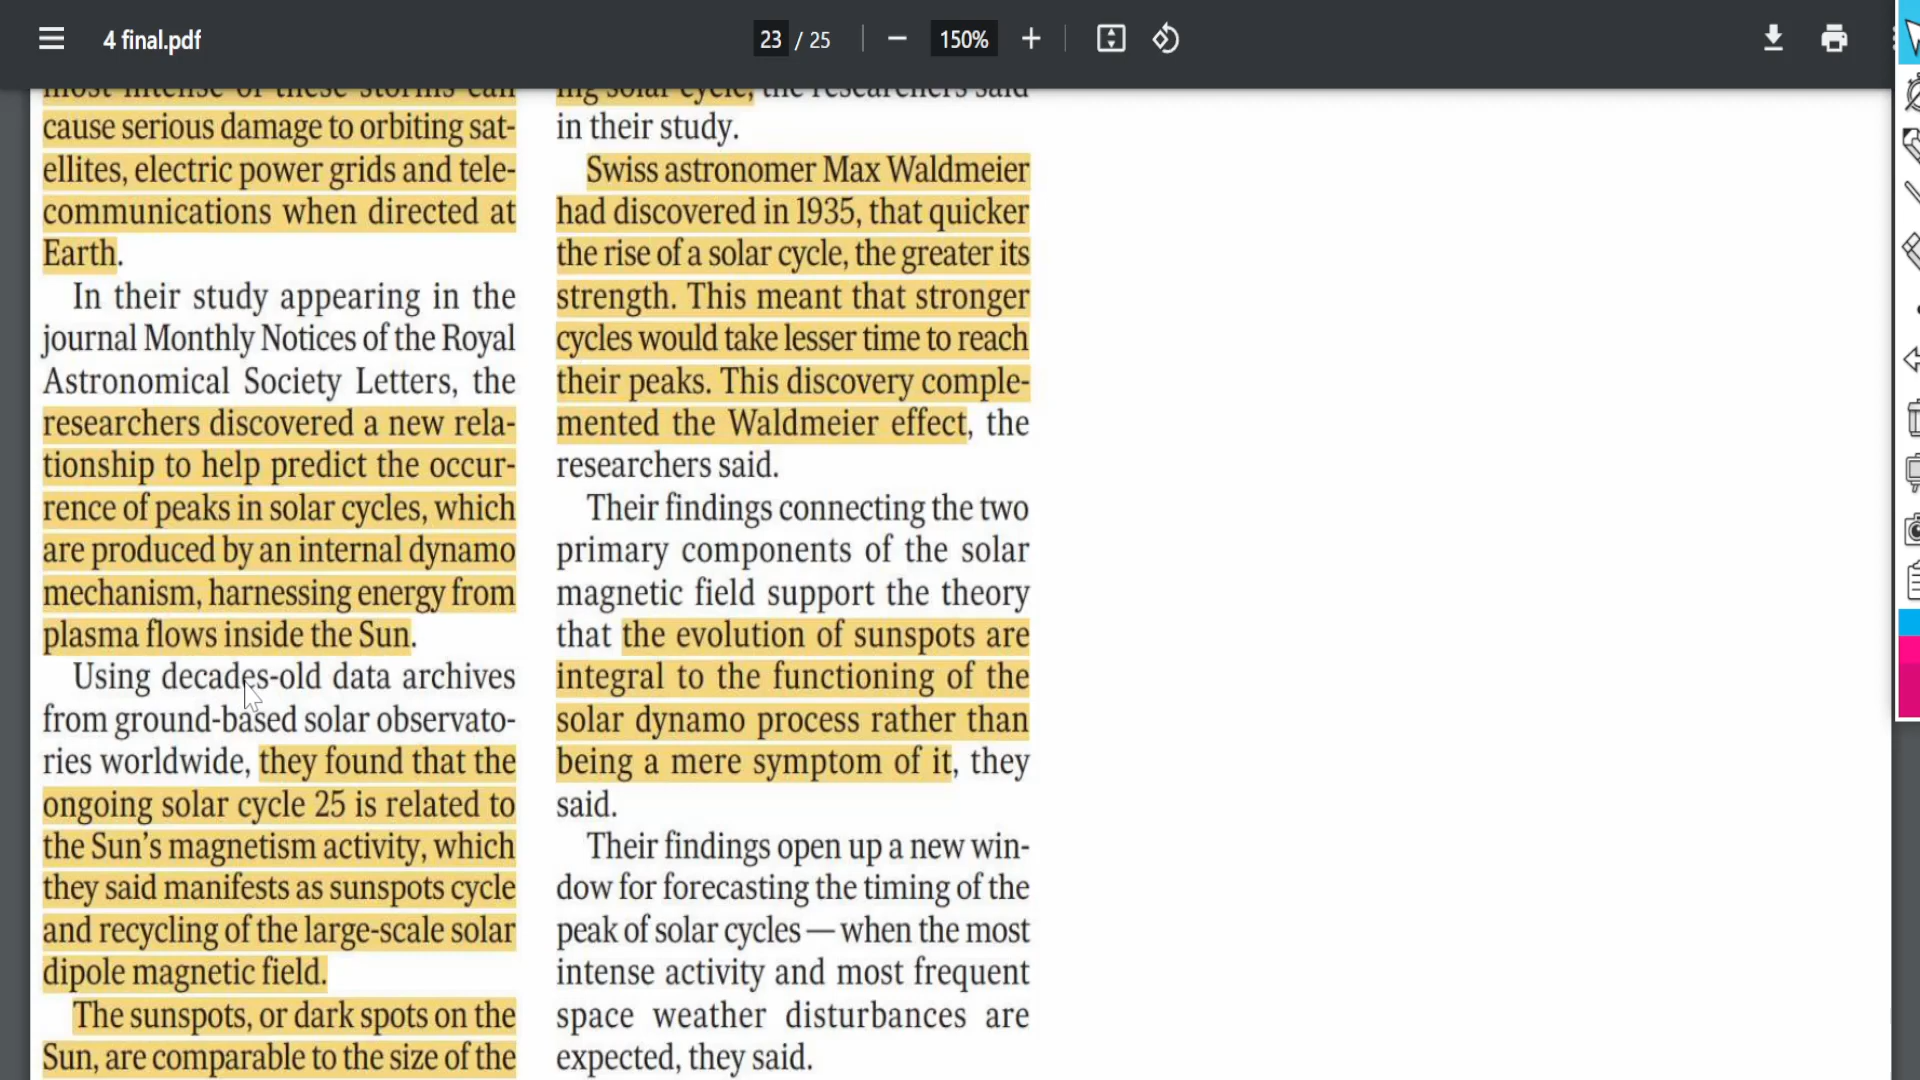 4 final.pdf
23 / 25
150%
most intense of these storms can
cause serious damage to orbiting sat-
ellites, electric power grids and tele-
communications when directed at
Earth.
In their study appearing in the
journal Monthly Notices of the Royal
Astronomical Society Letters, the
researchers discovered a new rela-
tionship to help predict the occur-
rence of peaks in solar cycles, which
are produced by an internal dynamo
mechanism, harnessing energy from
plasma flows inside the Sun.
Using decades-old data archives
from ground-based solar observato-
ries worldwide, they found that the
ongoing solar cycle 25 is related to
the Sun’s magnetism activity, which
they said manifests as sunspots cycle
and recycling of the large-scale solar
dipole magnetic field.
The sunspots, or dark spots on the
Sun, are comparable to the size of the
ing solar cycle, the researchers said
in their study.
Swiss astronomer Max Waldmeier
had discovered in 1935, that quicker
the rise of a solar cycle, the greater its
strength. This meant that stronger
cycles would take lesser time to reach
their peaks. This discovery comple-
mented the Waldmeier effect, the
researchers said.
Their findings connecting the two
primary components of the solar
magnetic field support the theory
that the evolution of sunspots are
integral to the functioning of the
solar dynamo process rather than
being a mere symptom of it, they
said.
Their findings open up a new win-
dow for forecasting the timing of the
peak of solar cycles — when the most
intense activity and most frequent
space weather disturbances are
expected, they said.